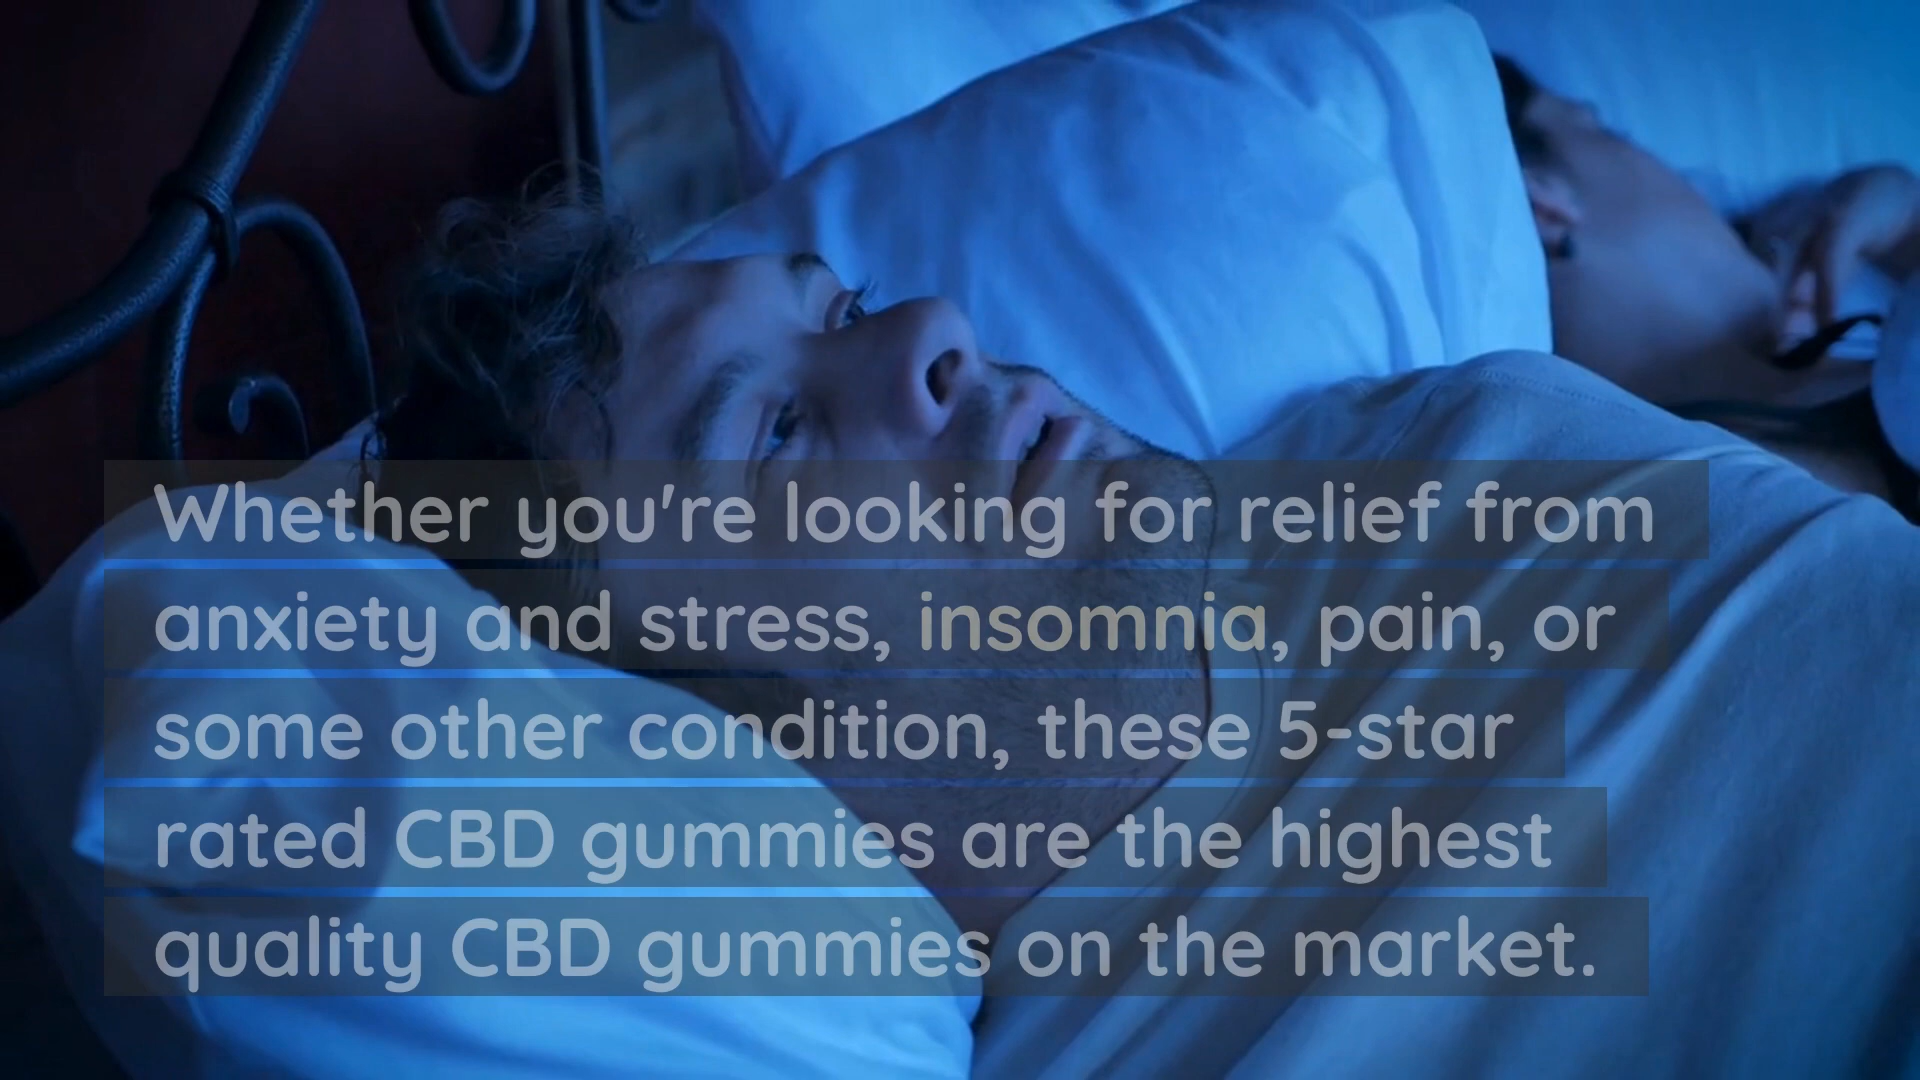 Whether you're looking for relief from
anxiety and stress, insomnia, pain, or
some other condition, these 5-star
rated CBD gummies are the highest
quality CBD gummies on the market.